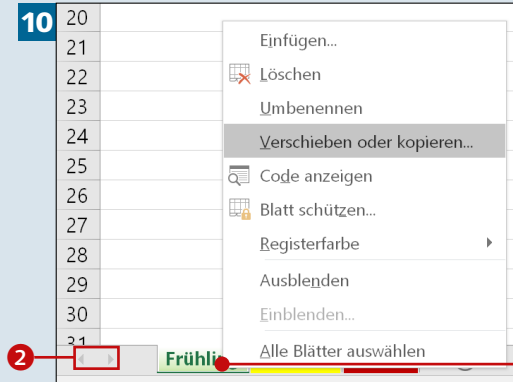 10
20
21
22
23
24
25
26
27
28
29
30
31
Einfügen...
Löschen
Umbenennen
Verschieben oder kopieren...
Code anzeigen
Blatt schützen...
Registerfarbe
Ausblenden
Einblenden...
Alle Blätter auswählen
2